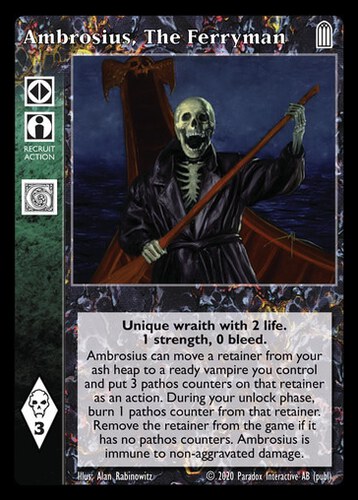 Ambrosius, The Ferryman
RECRUIT
ACTION
Unique wraith with 2 life.
1 strength, 0 bleed.
Ambrosius can move a retainer from your
ash heap to a ready vampire you control
and put 3 pathos counters on that retainer
as an action. During your unlock phase,
burn 1 pathos counter from that retainer.
Remove the retainer from the game if it
has no pathos counters. Ambrosius is
immune to non-aggravated damage.
3
Illus: Alan Rabinowitz
© 2020 Paradox Interactive AB (publ)